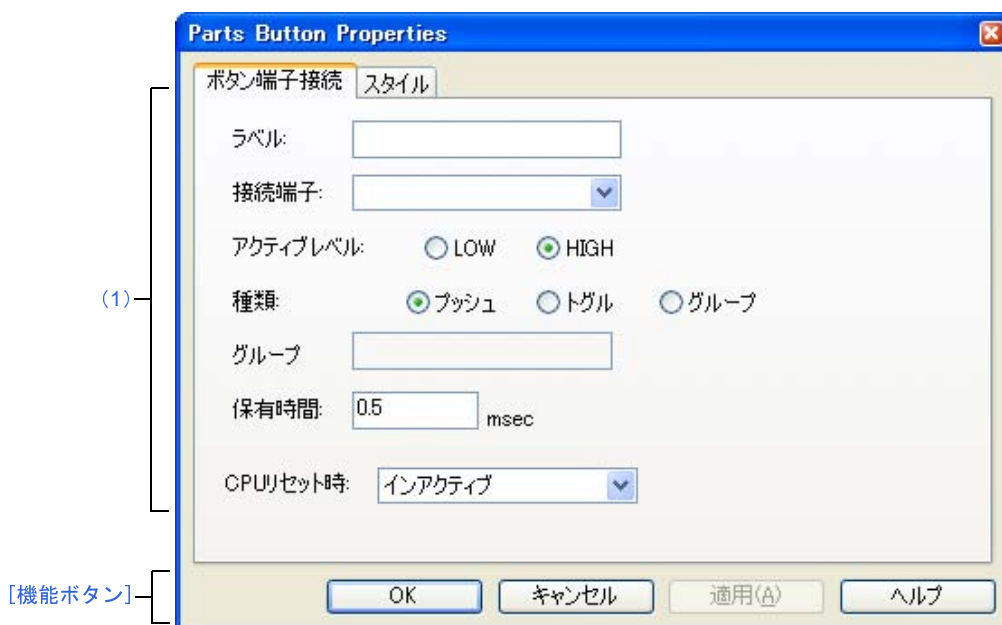 Parts Button Properties
ボタン端子接続 スタイル
ラベル:
接続端子:
アクティブレベル: LOW HIGH
(1)
種類: プッシュ トグル グループ
グループ
保有時間: 0.5 msec
CPUリセット時: インアクティブ
[機能ボタン]
OK キャンセル 適用(A) ヘルプ